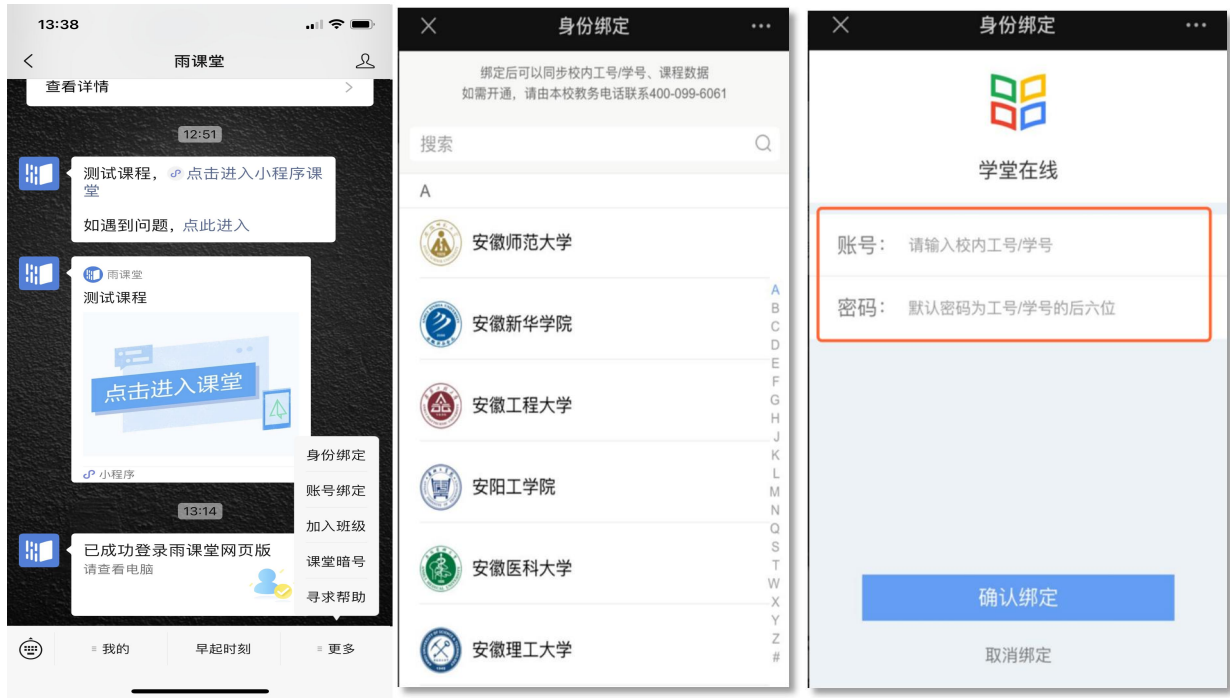 13:38
雨课堂
查看详情
12:51
测试课程，点击进入小程序课
堂
如遇到问题，点此进入
雨课堂
测试课程
点击进入课堂
小程序
13:14
已成功登录雨课堂网页版
请查看电脑
身份绑定
账号绑定
加入班级
课堂暗号
寻求帮助
我的
早起时刻
更多
身份绑定
绑定后可以同步校内工号/学号、课程数据
如需开通，请由本校教务电话联系400-099-6061
搜索
A
安徽师范大学
安徽新华学院
安徽工程大学
安阳工学院
安徽医科大学
安徽理工大学
A
B
C
D
E
F
G
H
J
K
L
M
N
Q
S
T
W
X
Y
Z
#
身份绑定
学堂在线
账号：请输入校内工号/学号
密码：默认密码为工号/学号的后六位
确认绑定
取消绑定